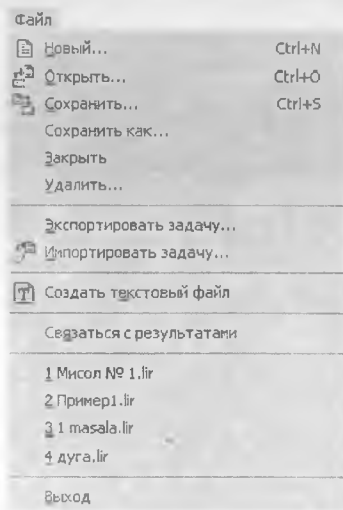 Файл
Новый... Ctrl+N
Открыть... Ctrl+O
Сохранить... Ctrl+S
Сохранить как...
Закрыть
Удалить...
Экспортировать задачу...
Импортировать задачу...
Создать текстовый файл
Связаться с результатами
1 Мисол № 1.lir
2 Пример1.lir
3 1 masala.lir
4 дуга.lir
Выход